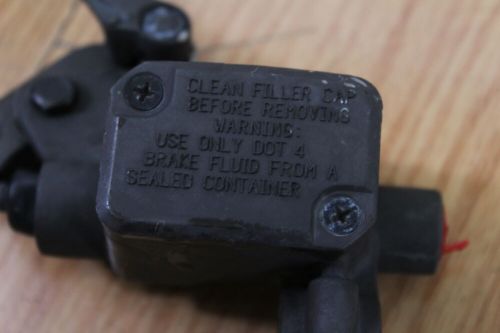 CLEAN FILLER CAP
BEFORE REMOVING
WARNING:
USE ONLY DOT 4
BRAKE FLUID FROM A
SEALED CONTAINER